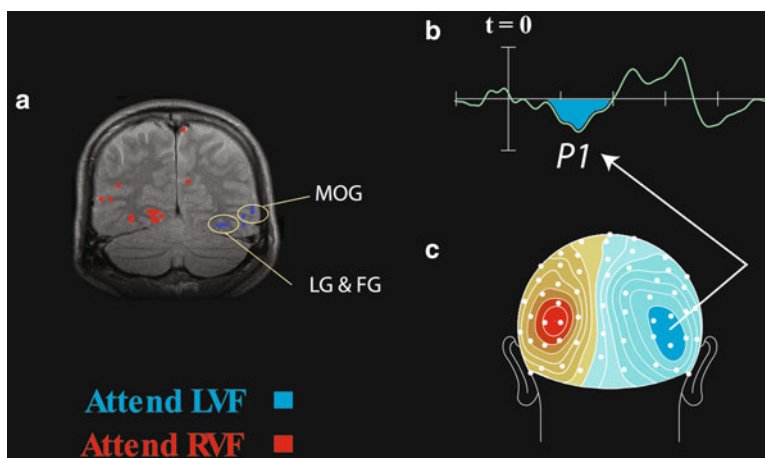 a
MOG
LG & FG
Attend LVF
Attend RVF
b
t = 0
P1
c